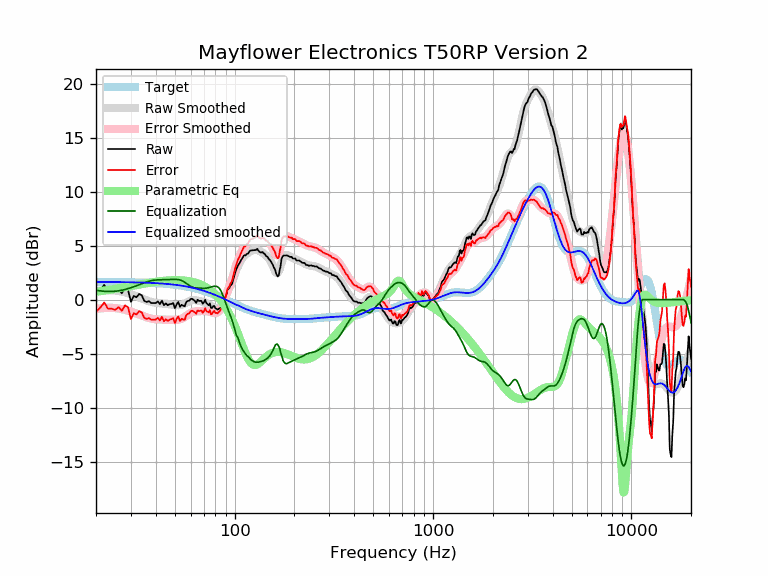 Mayflower Electronics T50RP Version 2
20
15
10
5
0
−5
−10
−15
Amplitude (dBr)
Target
Raw Smoothed
Error Smoothed
Raw
Error
Parametric Eq
Equalization
Equalized smoothed
100
1000
10000
Frequency (Hz)